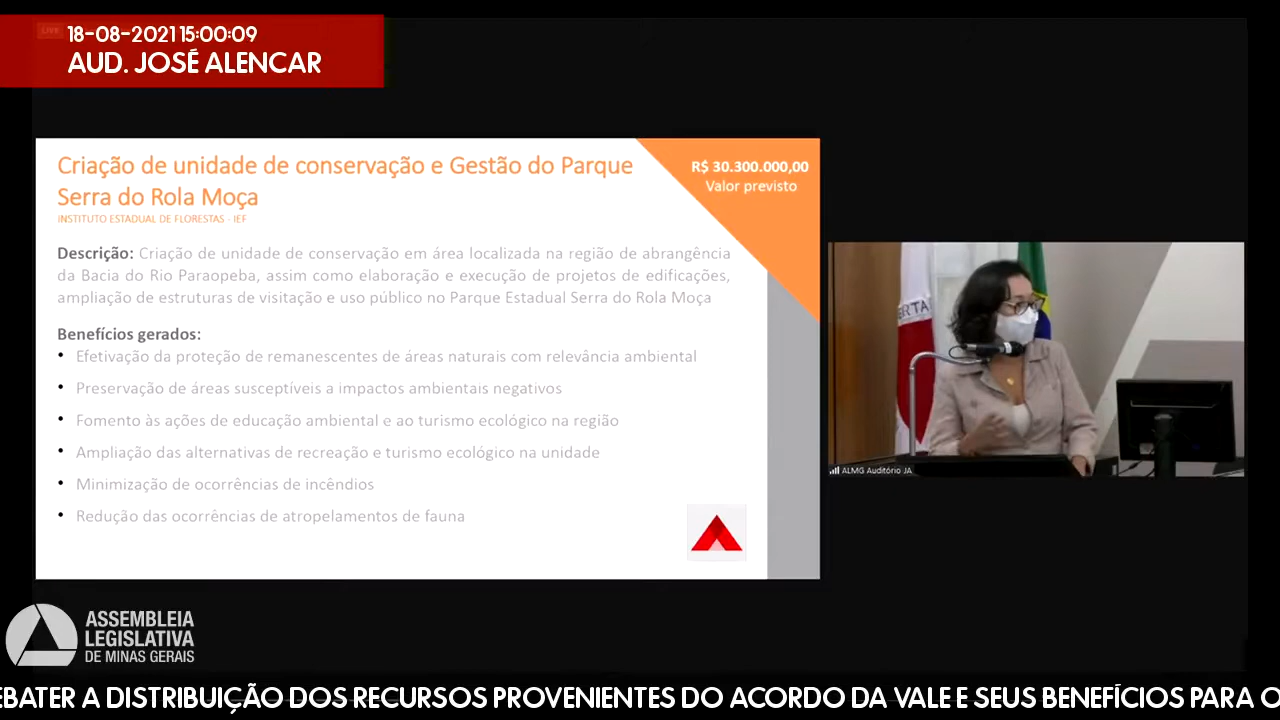 LIVE
18-08-2021 15:00:09
AUD. JOSÉ ALENCAR
Criação de unidade de conservação e Gestão do Parque
Serra do Rola Moça
INSTITUTO ESTADUAL DE FLORESTAS - IEF
R$ 30.300.000,00
Valor previsto
Descrição: Criação de unidade de conservação em área localizada na região de abrangência
da Bacia do Rio Paraopeba, assim como elaboração e execução de projetos de edificações,
ampliação de estruturas de visitação e uso público no Parque Estadual Serra do Rola Moça
Benefícios gerados:
• Efetivação da proteção de remanescentes de áreas naturais com relevância ambiental
• Preservação de áreas susceptíveis a impactos ambientais negativos
• Fomento às ações de educação ambiental e ao turismo ecológico na região
• Ampliação das alternativas de recreação e turismo ecológico na unidade
• Minimização de ocorrências de incêndios
• Redução das ocorrências de atropelamentos de fauna
ERTA
ALMG Auditório JA
ASSEMBLEIA
LEGISLATIVA
DE MINAS GERAIS
EBATER A DISTRIBUIÇÃO DOS RECURSOS PROVENIENTES DO ACORDO DA VALE E SEUS BENEFÍCIOS PARA O